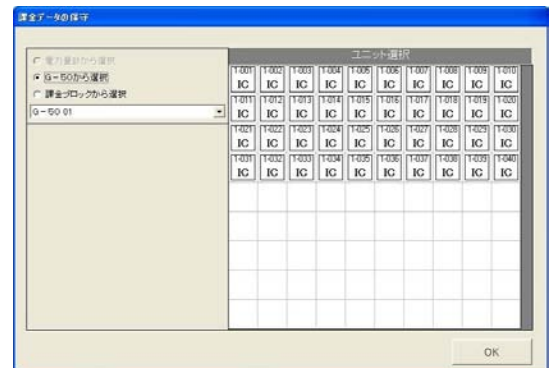 課金データの保守
ユニット選択
電力量計から選択
G-50から選択
課金ブロックから選択
G-50 01
1-001 1-002 1-003 1-004 1-005 1-006 1-007 1-008 1-009 1-010
IC IC IC IC IC IC IC IC IC IC
1-011 1-012 1-013 1-014 1-015 1-016 1-017 1-018 1-019 1-020
IC IC IC IC IC IC IC IC IC IC
1-021 1-022 1-023 1-024 1-025 1-026 1-027 1-028 1-029 1-030
IC IC IC IC IC IC IC IC IC IC
1-031 1-032 1-033 1-034 1-035 1-036 1-037 1-038 1-039 1-040
IC IC IC IC IC IC IC IC IC IC
OK